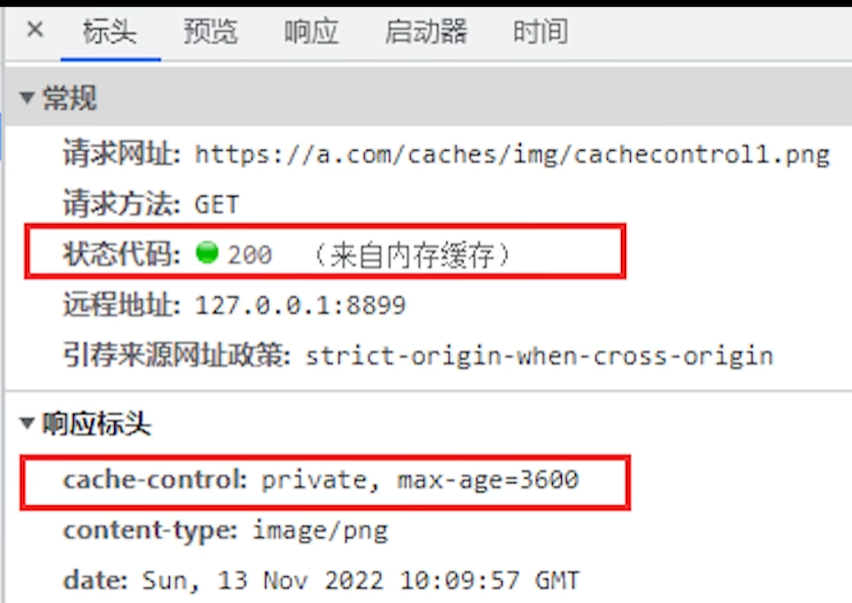 × 标头 预览 响应 启动器 时间
▼常规
请求网址: https://a.com/caches/img/cachecontrol1.png
请求方法: GET
状态代码: 200 （来自内存缓存）
远程地址: 127.0.0.1:8899
引荐来源网址政策: strict-origin-when-cross-origin
▼响应标头
cache-control: private, max-age=3600
content-type: image/png
date: Sun, 13 Nov 2022 10:09:57 GMT